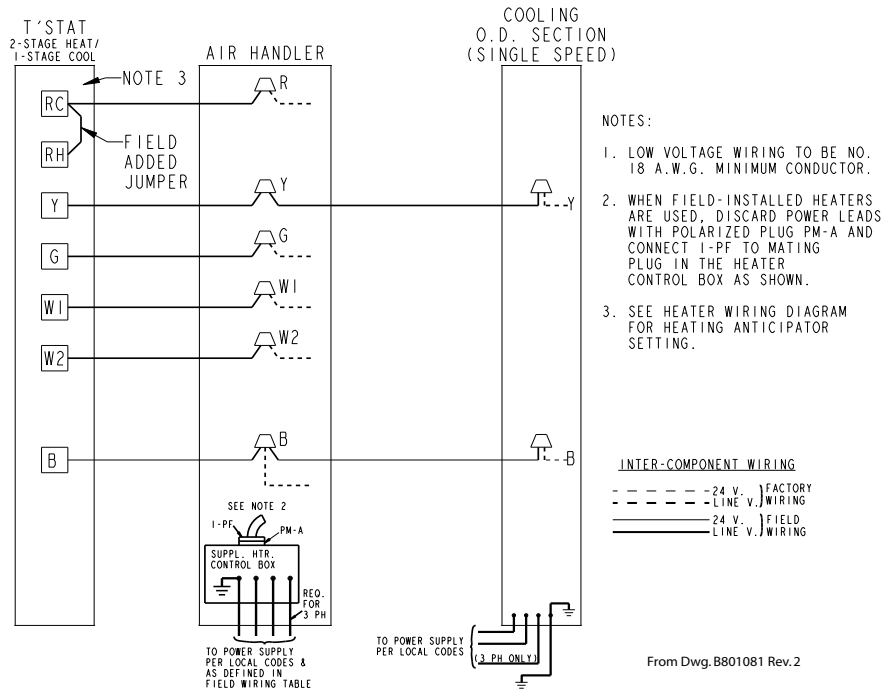 T'STAT
2-STAGE HEAT/
1-STAGE COOL
AIR HANDLER
COOLING
O.D. SECTION
(SINGLE SPEED)
NOTE 3
RC
R
RH
FIELD
ADDED
JUMPER
Y
Y
Y
G
G
W1
W1
W2
W2
B
B
B
SEE NOTE 2
1-PF
PM-A
SUPPL. HTR.
CONTROL BOX
REQ.
FOR
3 PH
TO POWER SUPPLY
PER LOCAL CODES &
AS DEFINED IN
FIELD WIRING TABLE
TO POWER SUPPLY
PER LOCAL CODES
(3 PH ONLY)
NOTES:
1. LOW VOLTAGE WIRING TO BE NO.
18 A.W.G. MINIMUM CONDUCTOR.
2. WHEN FIELD-INSTALLED HEATERS
ARE USED, DISCARD POWER LEADS
WITH POLARIZED PLUG PM-A AND
CONNECT 1-PF TO MATING
PLUG IN THE HEATER
CONTROL BOX AS SHOWN.
3. SEE HEATER WIRING DIAGRAM
FOR HEATING ANTICIPATOR
SETTING.
INTER-COMPONENT WIRING
24 V. } FACTORY
LINE V. } WIRING
24 V. } FIELD
LINE V. } WIRING
From Dwg. B801081 Rev. 2